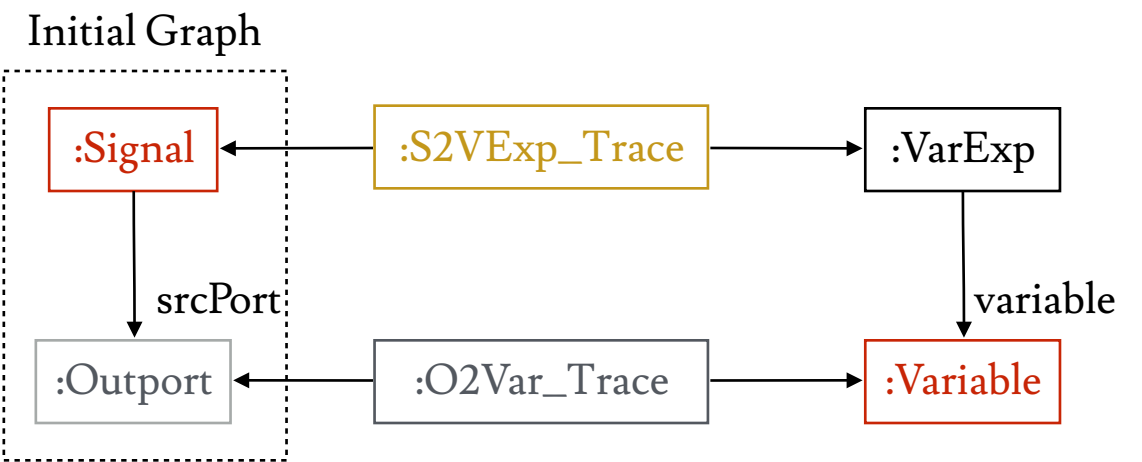 Initial Graph
:Signal
:S2VExp_Trace
:VarExp
srcPort
variable
:Outport
:O2Var_Trace
:Variable